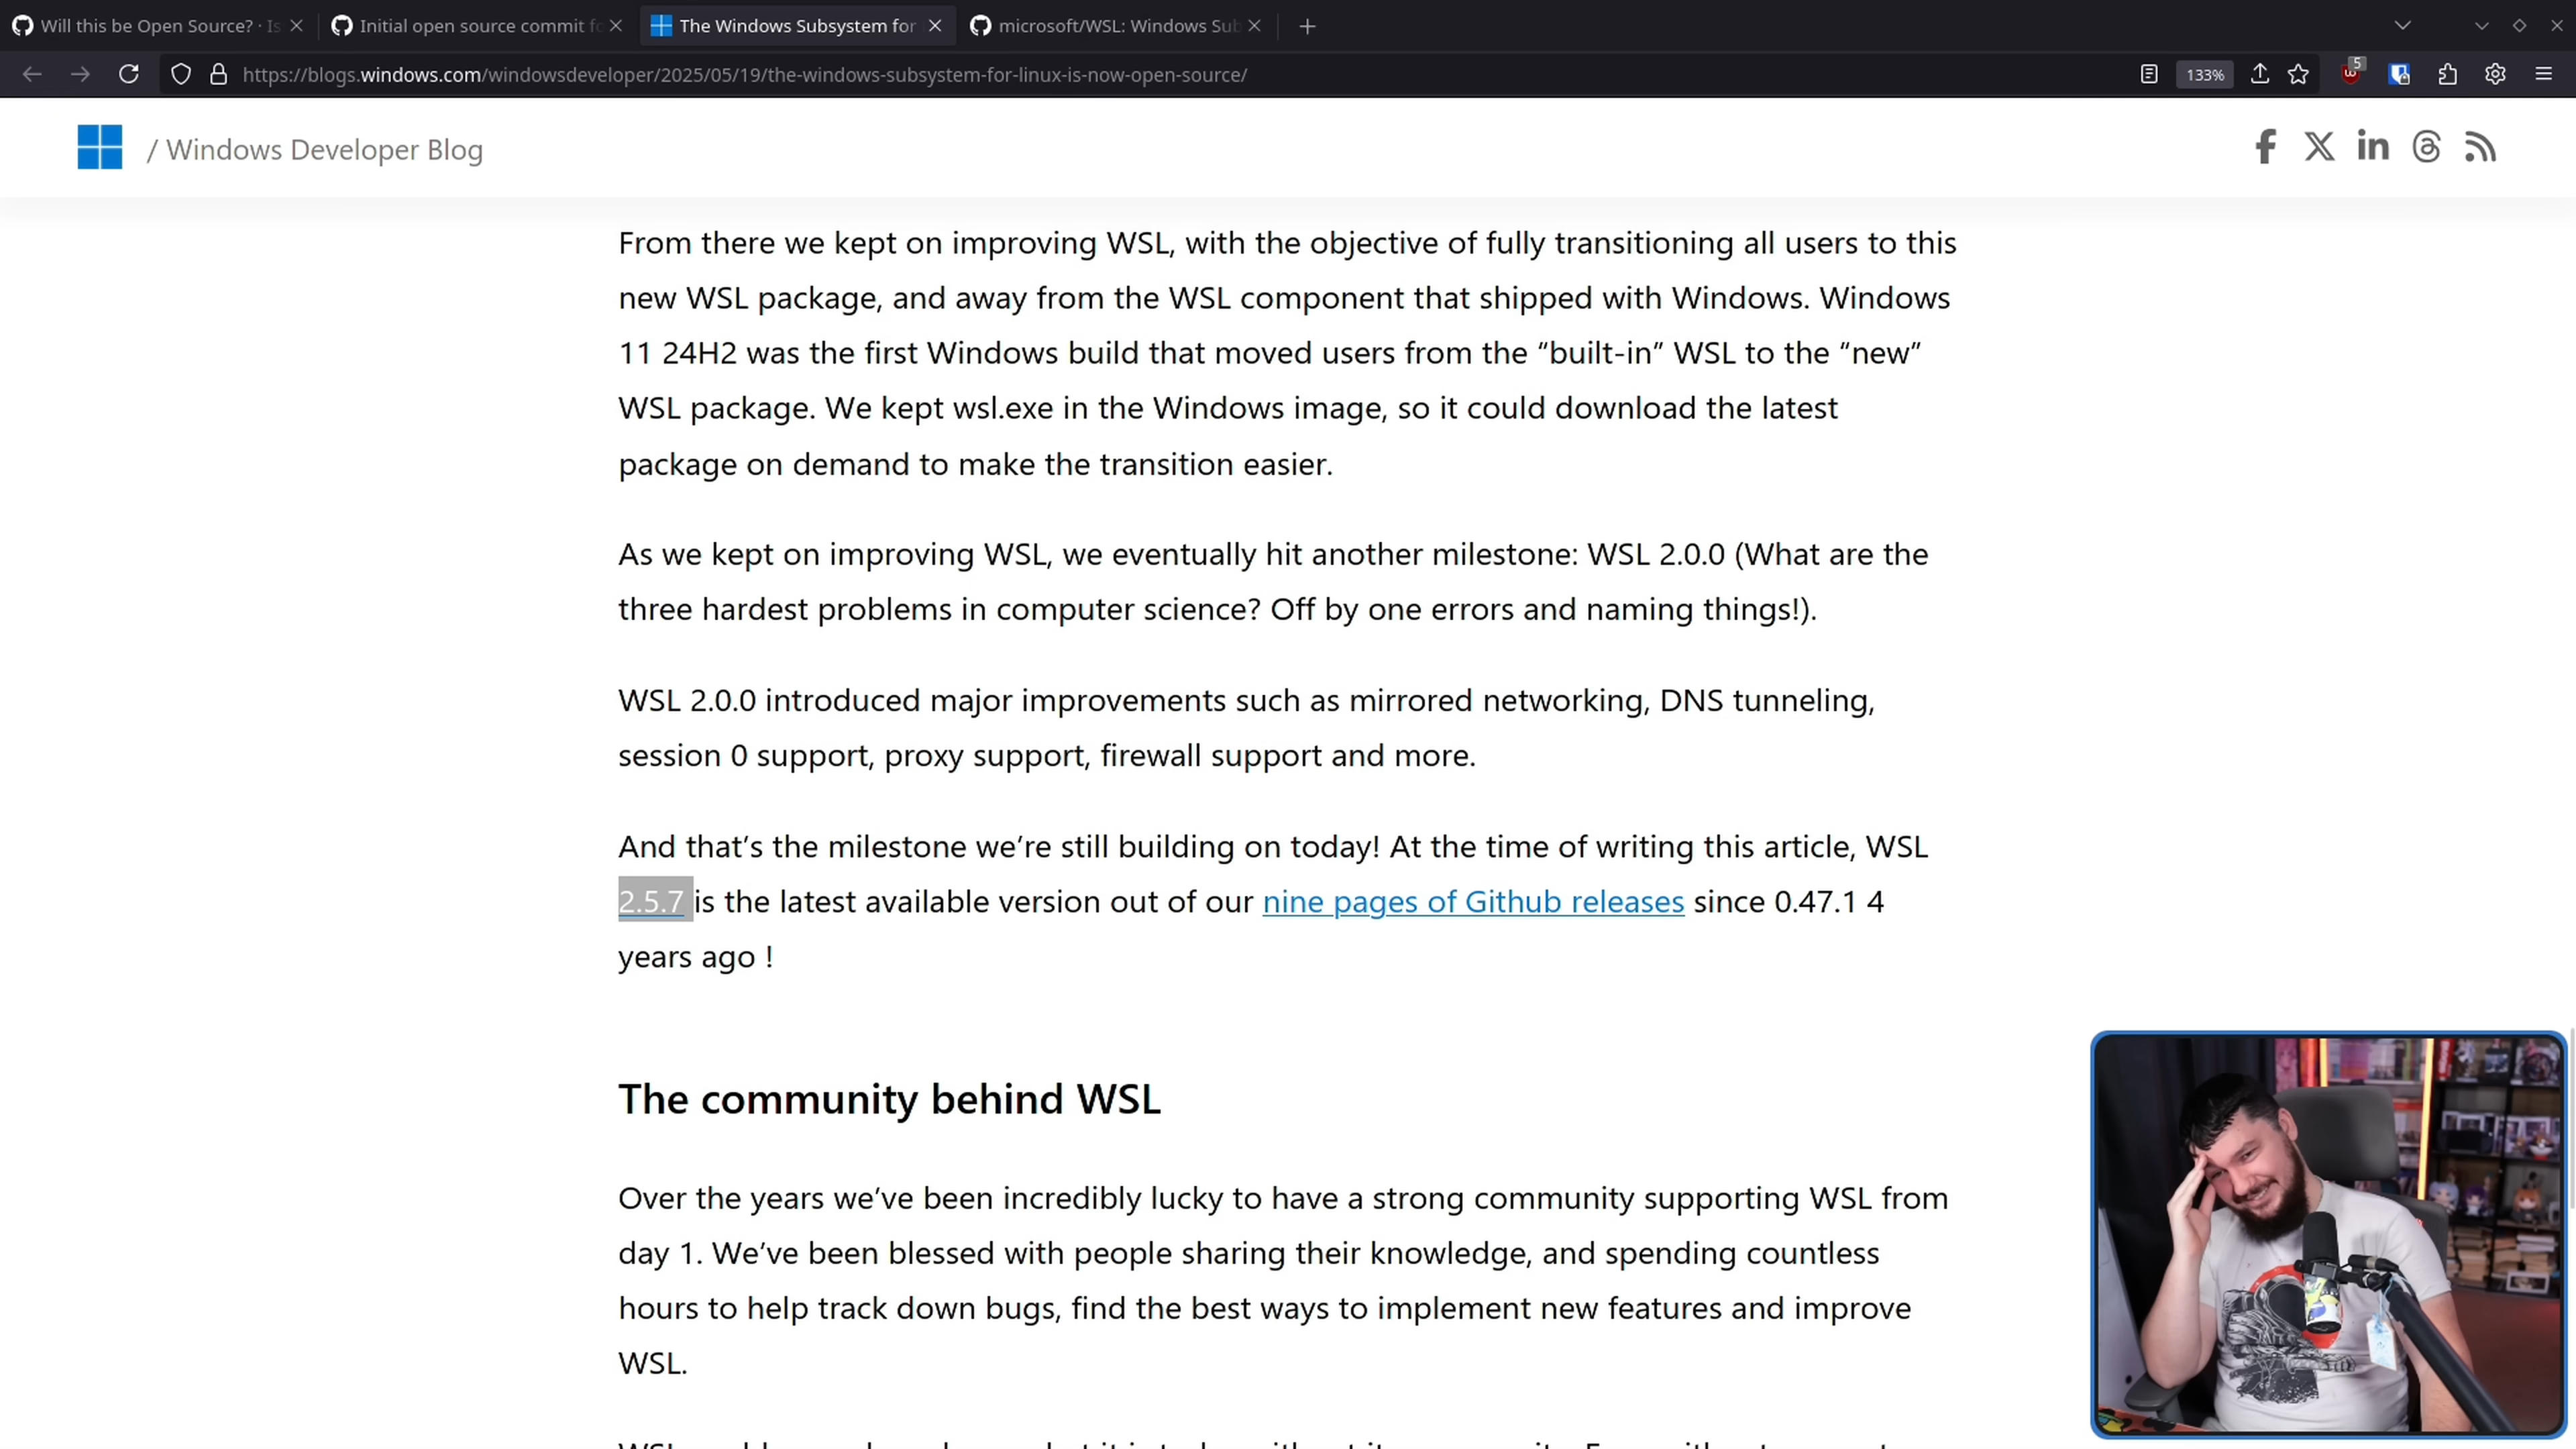 Will this be Open Source? · Is
Initial open source commit fo
The Windows Subsystem for
microsoft/WSL: Windows Sub
https://blogs.windows.com/windowsdeveloper/2025/05/19/the-windows-subsystem-for-linux-is-now-open-source/
133%
5
/ Windows Developer Blog
From there we kept on improving WSL, with the objective of fully transitioning all users to this
new WSL package, and away from the WSL component that shipped with Windows. Windows
11 24H2 was the first Windows build that moved users from the “built-in” WSL to the “new”
WSL package. We kept wsl.exe in the Windows image, so it could download the latest
package on demand to make the transition easier.
As we kept on improving WSL, we eventually hit another milestone: WSL 2.0.0 (What are the
three hardest problems in computer science? Off by one errors and naming things!).
WSL 2.0.0 introduced major improvements such as mirrored networking, DNS tunneling,
session 0 support, proxy support, firewall support and more.
And that’s the milestone we’re still building on today! At the time of writing this article, WSL
2.5.7 is the latest available version out of our nine pages of Github releases since 0.47.1 4
years ago !
The community behind WSL
Over the years we’ve been incredibly lucky to have a strong community supporting WSL from
day 1. We’ve been blessed with people sharing their knowledge, and spending countless
hours to help track down bugs, find the best ways to implement new features and improve
WSL.